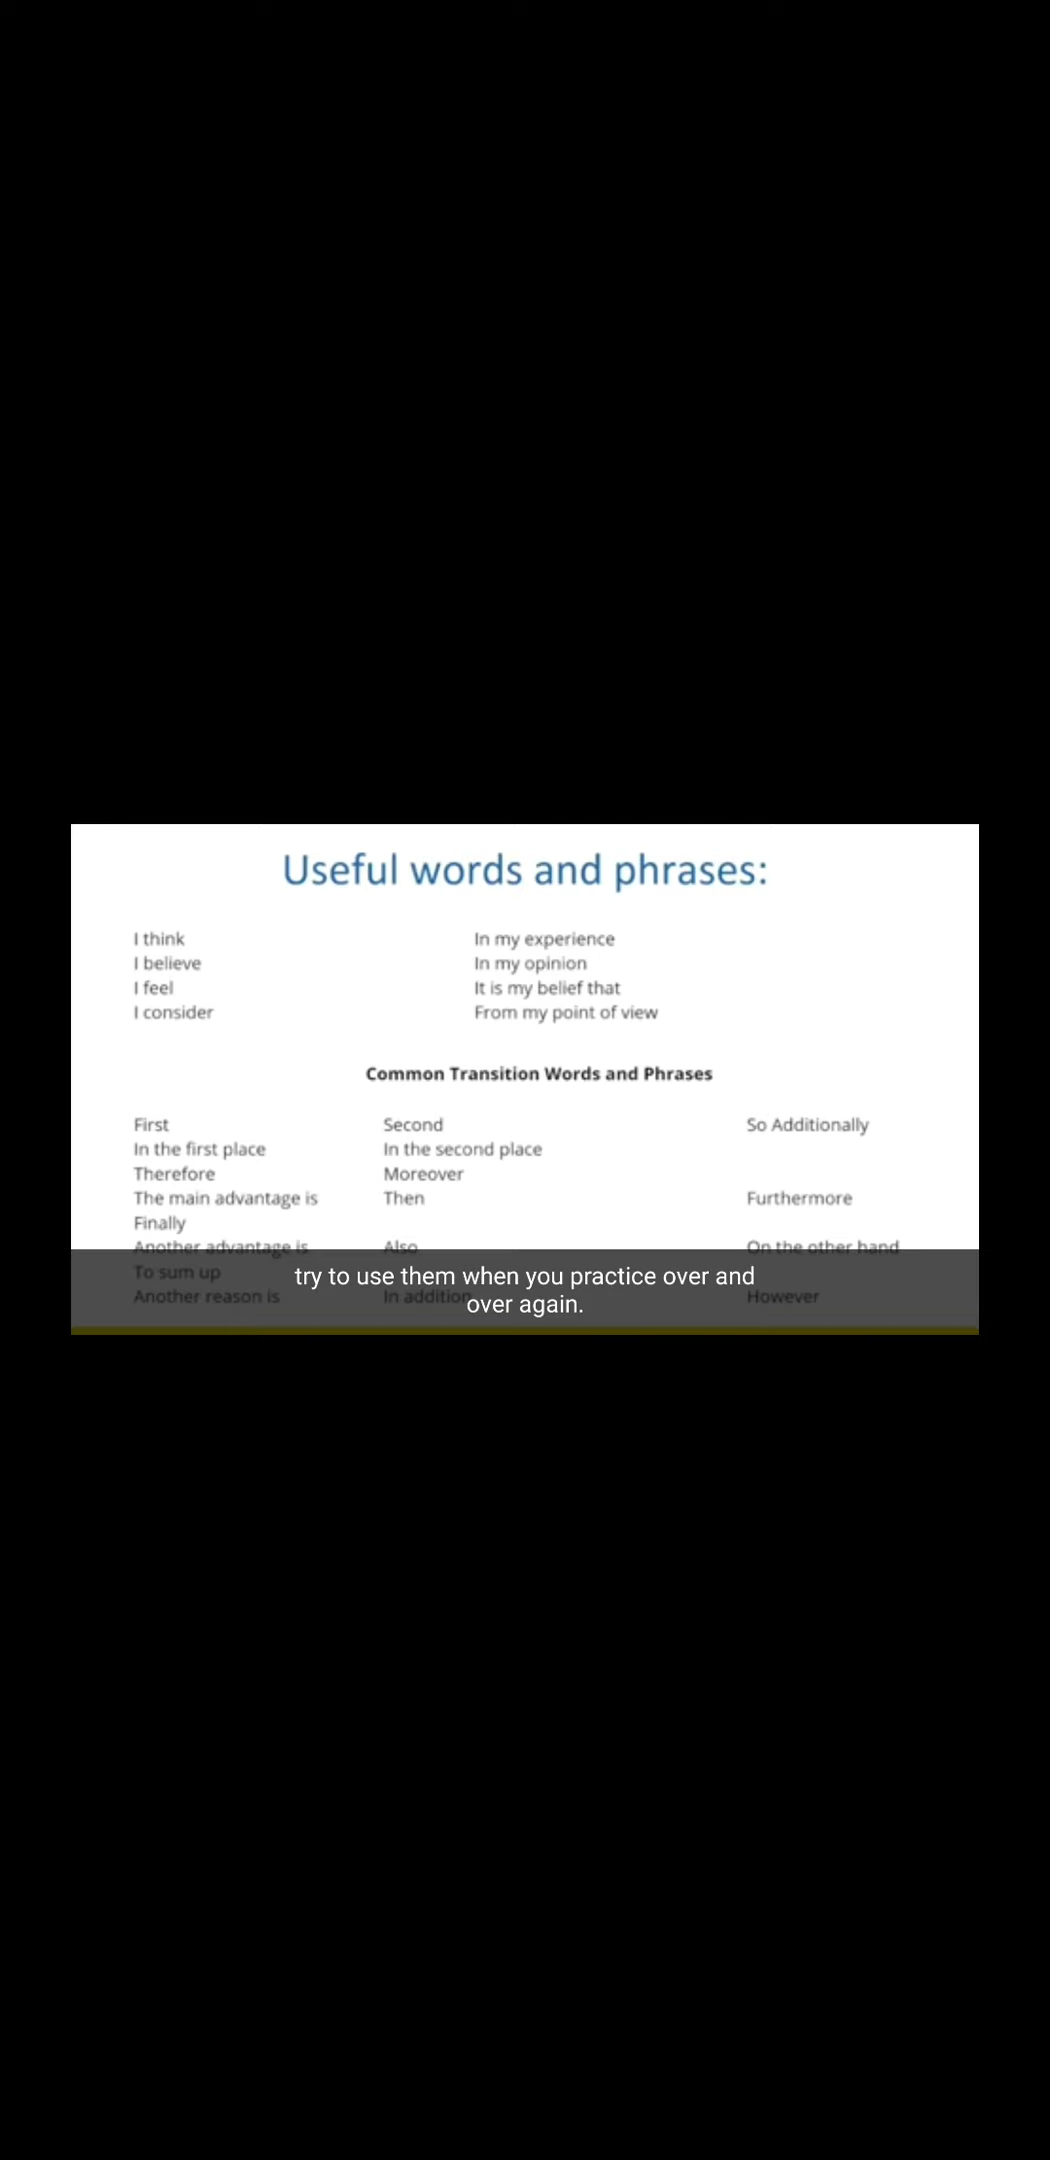 Useful words and phrases:
I think In my experience
I believe In my opinion
I feel It is my belief that
I consider From my point of view
Common Transition Words and Phrases
First Second So Additionally
In the first place In the second place
Therefore Moreover
The main advantage is Then Furthermore
Finally
Another advantage is Also On the other hand
To sum up
Another reason is In addition However
try to use them when you practice over and
over again.